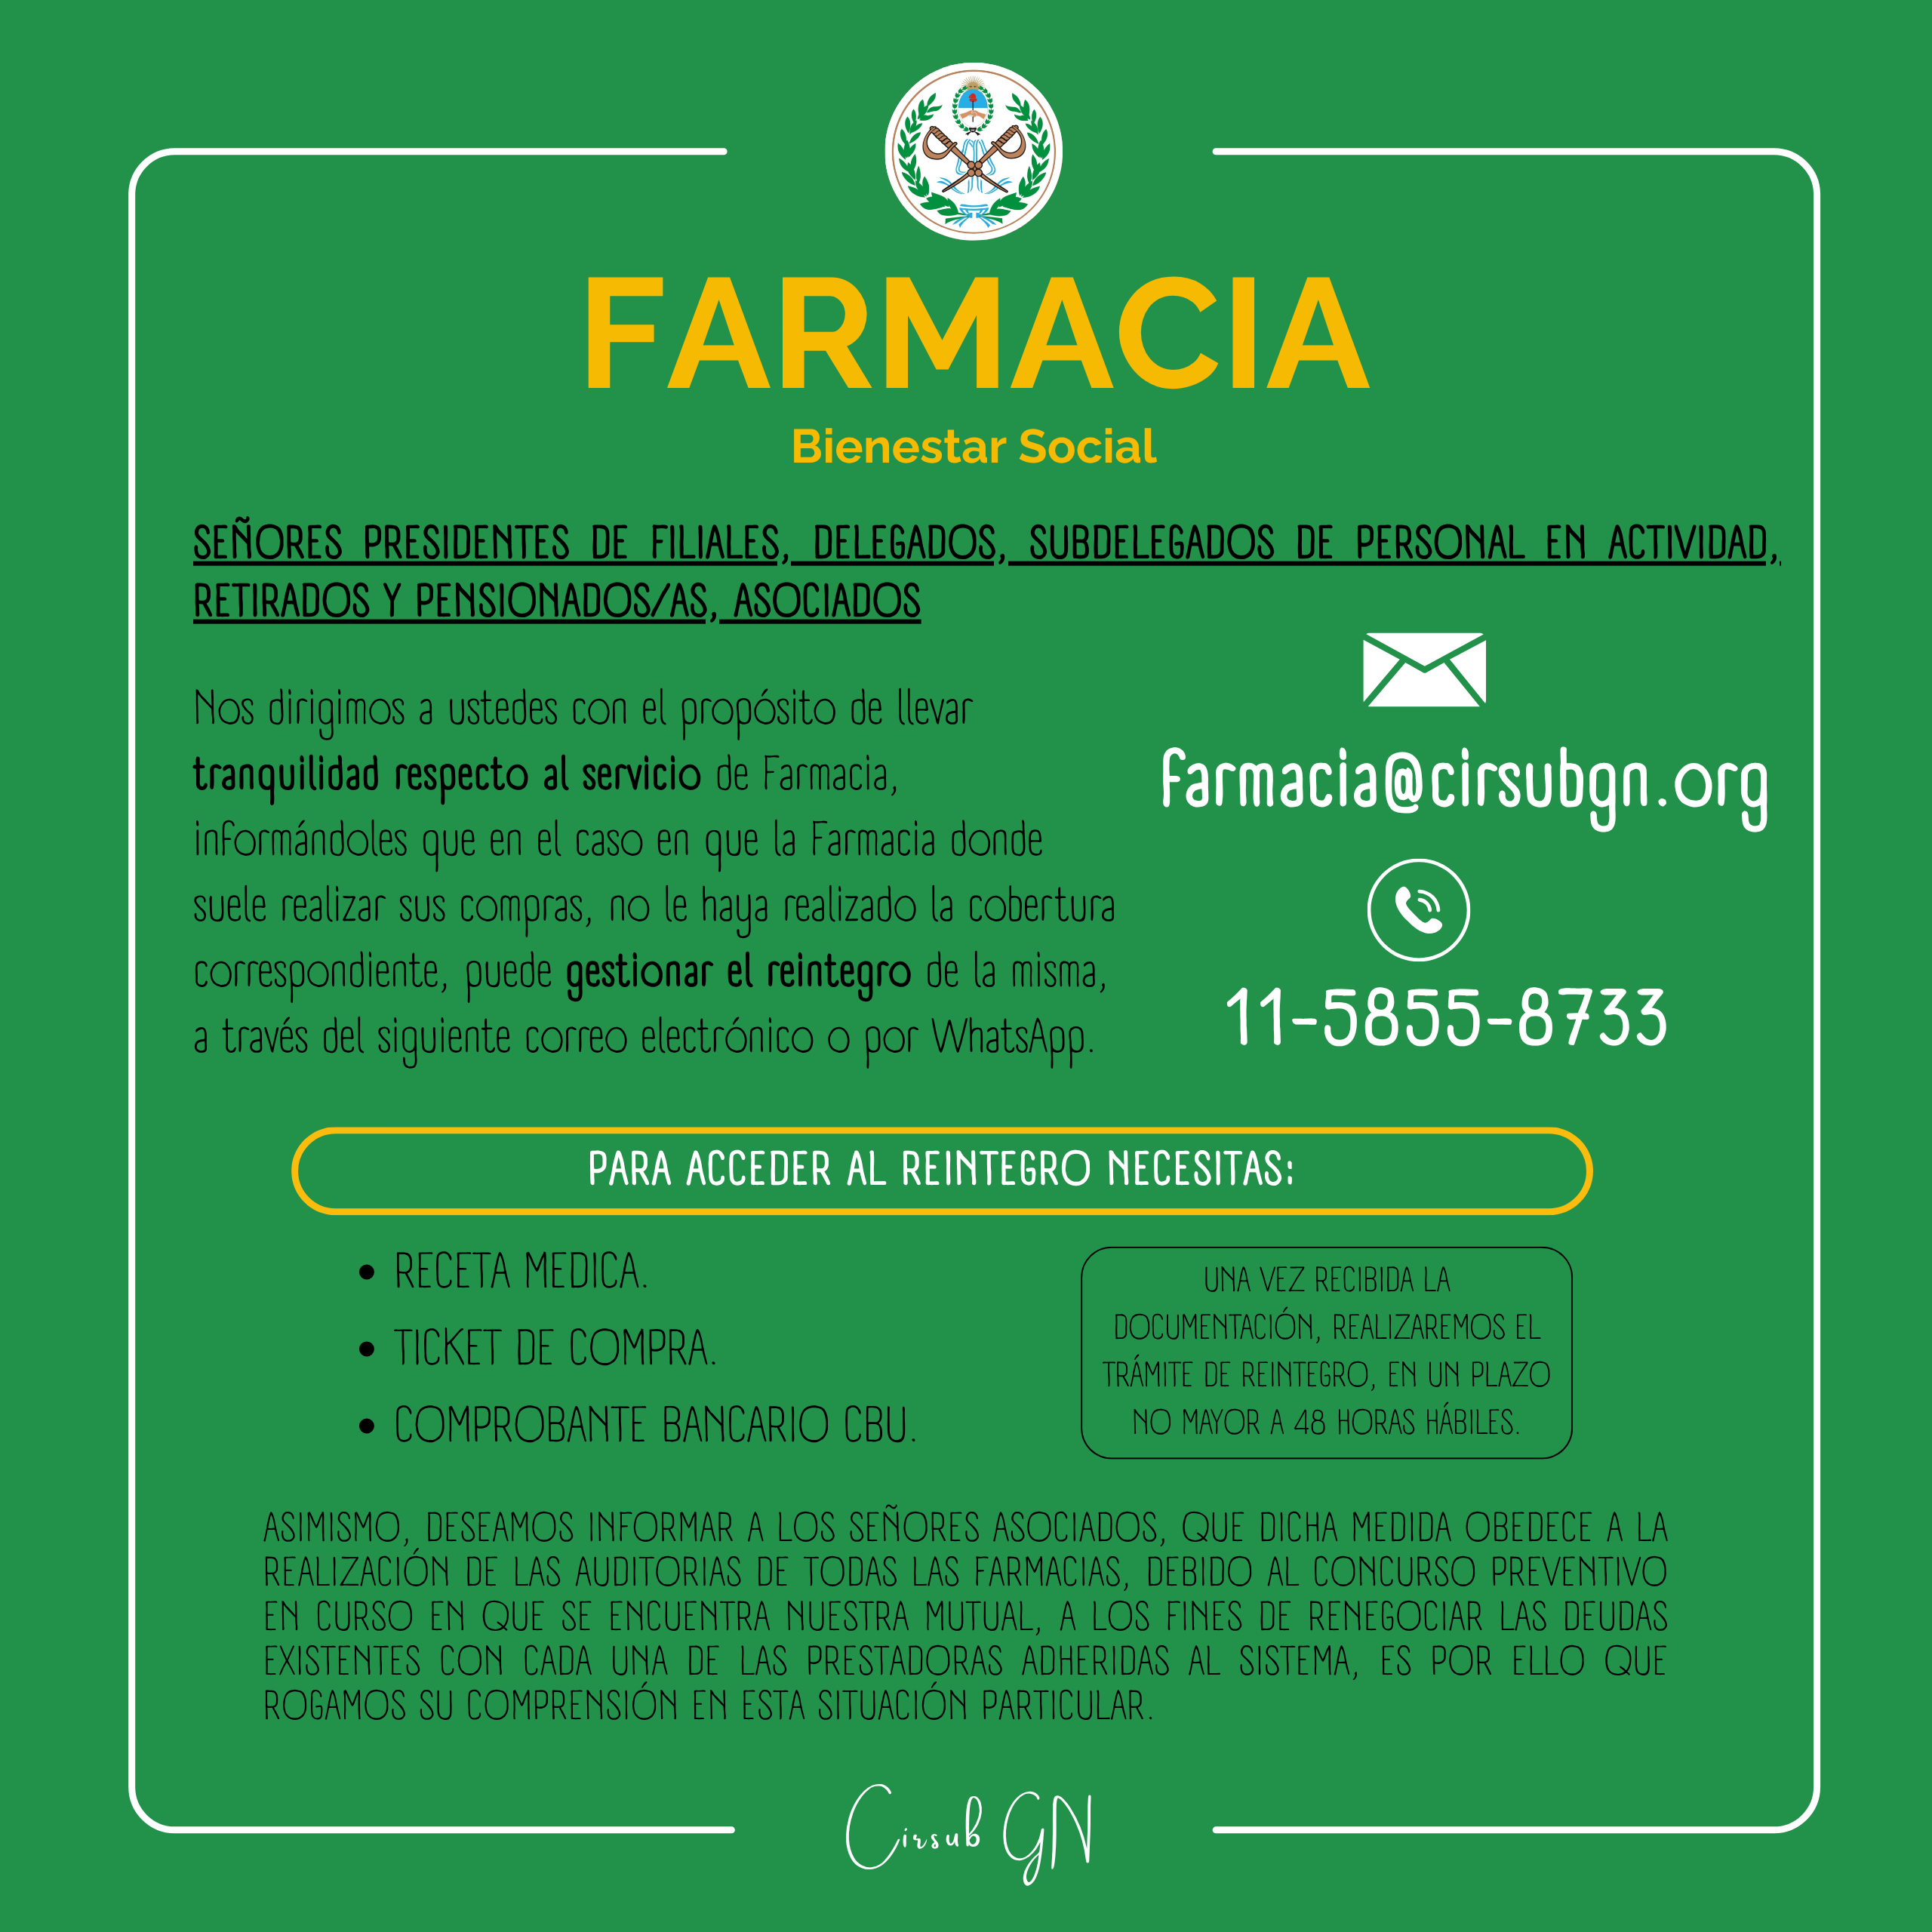 FARMACIA
Bienestar Social
SEÑORES PRESIDENTES DE FILIALES, DELEGADOS, SUBDELEGADOS DE PERSONAL EN ACTIVIDAD,
RETIRADOS Y PENSIONADOS/AS, ASOCIADOS
Nos dirigimos a ustedes con el propósito de llevar
tranquilidad respecto al servicio de Farmacia,
informándoles que en el caso en que la Farmacia donde
suele realizar sus compras, no le haya realizado la cobertura
correspondiente, puede gestionar el reintegro de la misma,
a través del siguiente correo electrónico o por WhatsApp.
farmacia@cirsubgn.org
11-5855-8733
PARA ACCEDER AL REINTEGRO NECESITAS:
• RECETA MEDICA.
• TICKET DE COMPRA.
• COMPROBANTE BANCARIO CBU.
UNA VEZ RECIBIDA LA
DOCUMENTACIÓN, REALIZAREMOS EL
TRÁMITE DE REINTEGRO, EN UN PLAZO
NO MAYOR A 48 HORAS HÁBILES.
ASIMISMO, DESEAMOS INFORMAR A LOS SEÑORES ASOCIADOS, QUE DICHA MEDIDA OBEDECE A LA
REALIZACIÓN DE LAS AUDITORIAS DE TODAS LAS FARMACIAS, DEBIDO AL CONCURSO PREVENTIVO
EN CURSO EN QUE SE ENCUENTRA NUESTRA MUTUAL, A LOS FINES DE RENEGOCIAR LAS DEUDAS
EXISTENTES CON CADA UNA DE LAS PRESTADORAS ADHERIDAS AL SISTEMA, ES POR ELLO QUE
ROGAMOS SU COMPRENSIÓN EN ESTA SITUACIÓN PARTICULAR.
Cirsub GN